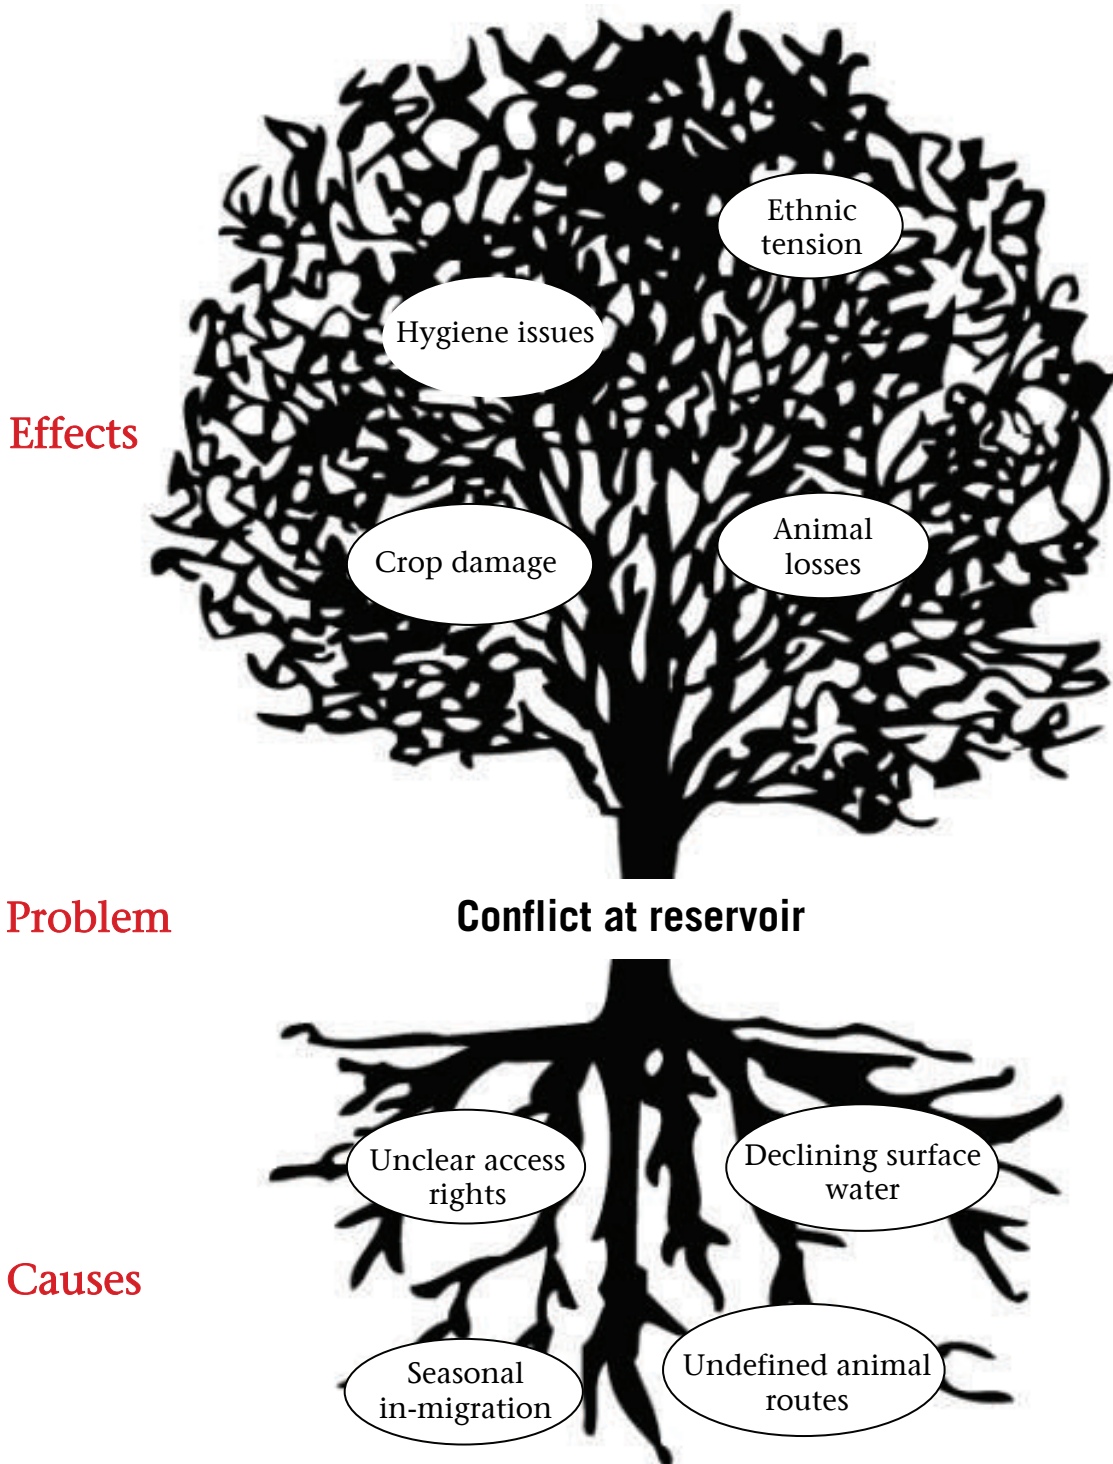 Ethnic
tension
Hygiene issues
Effects
Crop damage
Animal
losses
Problem
Conflict at reservoir
Unclear access
rights
Declining surface
water
Causes
Seasonal
in-migration
Undefined animal
routes